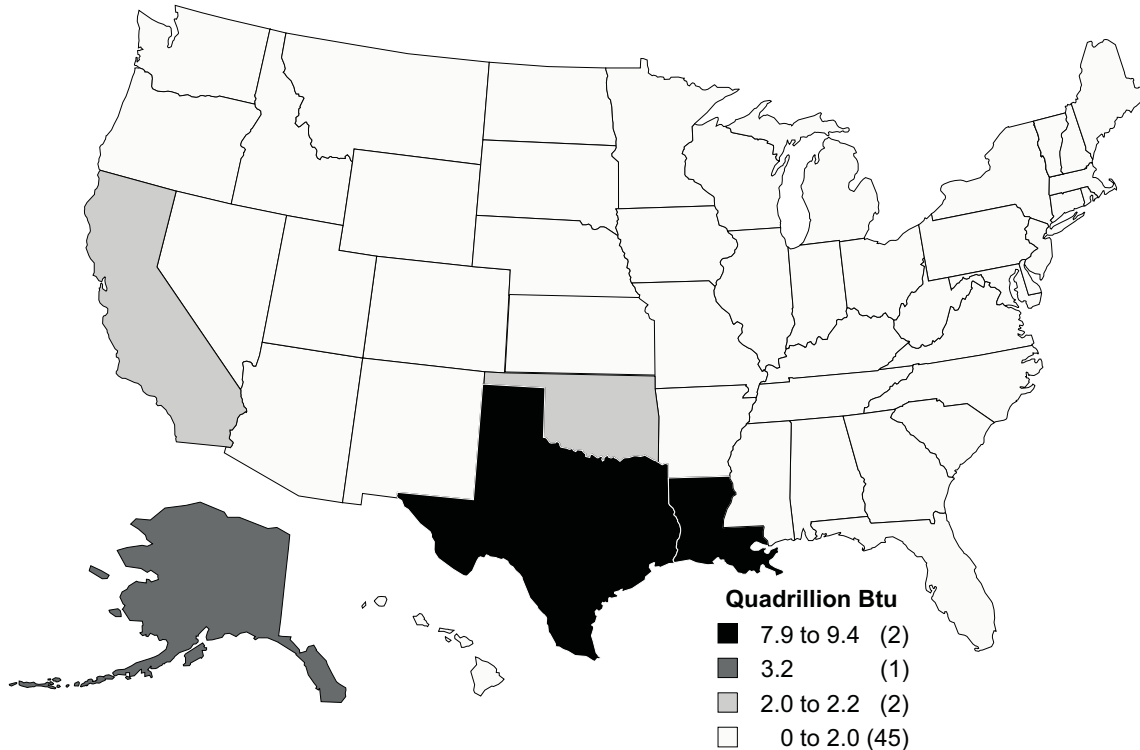 Quadrillion Btu
7.9 to 9.4 (2)
3.2 (1)
2.0 to 2.2 (2)
0 to 2.0 (45)